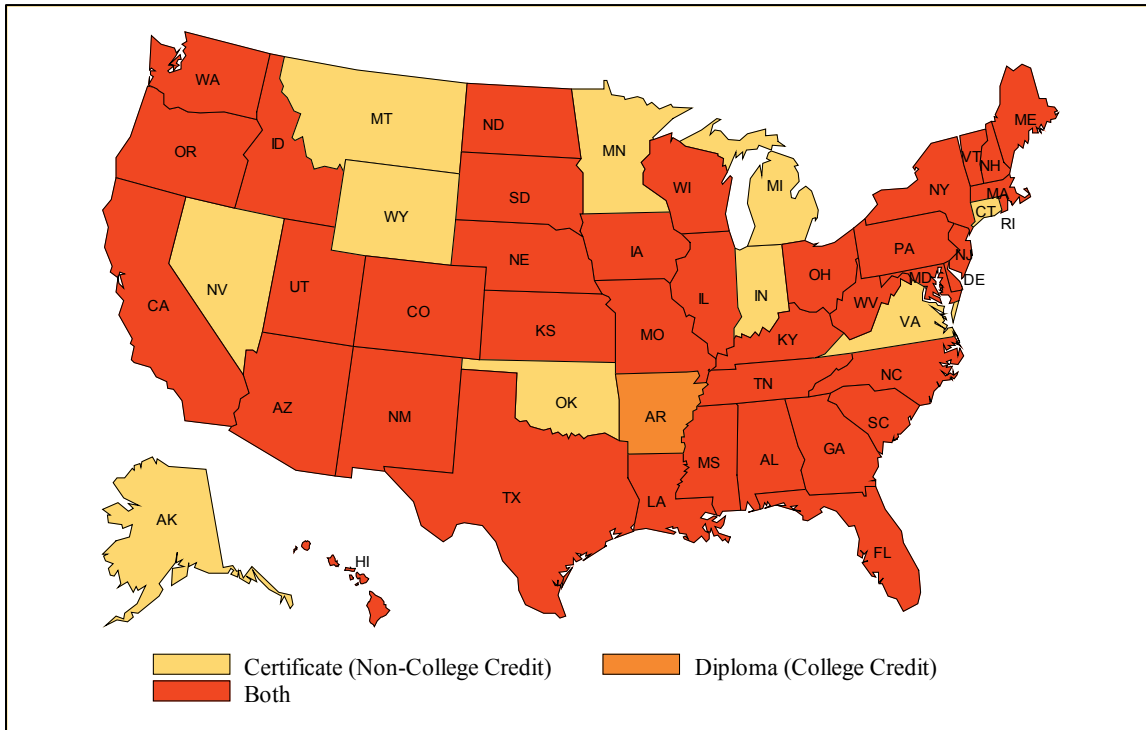 WA
MT
ND
MN
ME
OR
ID
VT
NH
WI
MI
NY
MA
SD
WY
CT
RI
IA
PA
NE
NJ
OH
MD
DE
NV
UT
IL
IN
WV
CA
CO
VA
KS
MO
KY
NC
TN
OK
AZ
NM
AR
SC
MS
AL
GA
TX
LA
AK
FL
HI
Certificate (Non-College Credit)
Diploma (College Credit)
Both